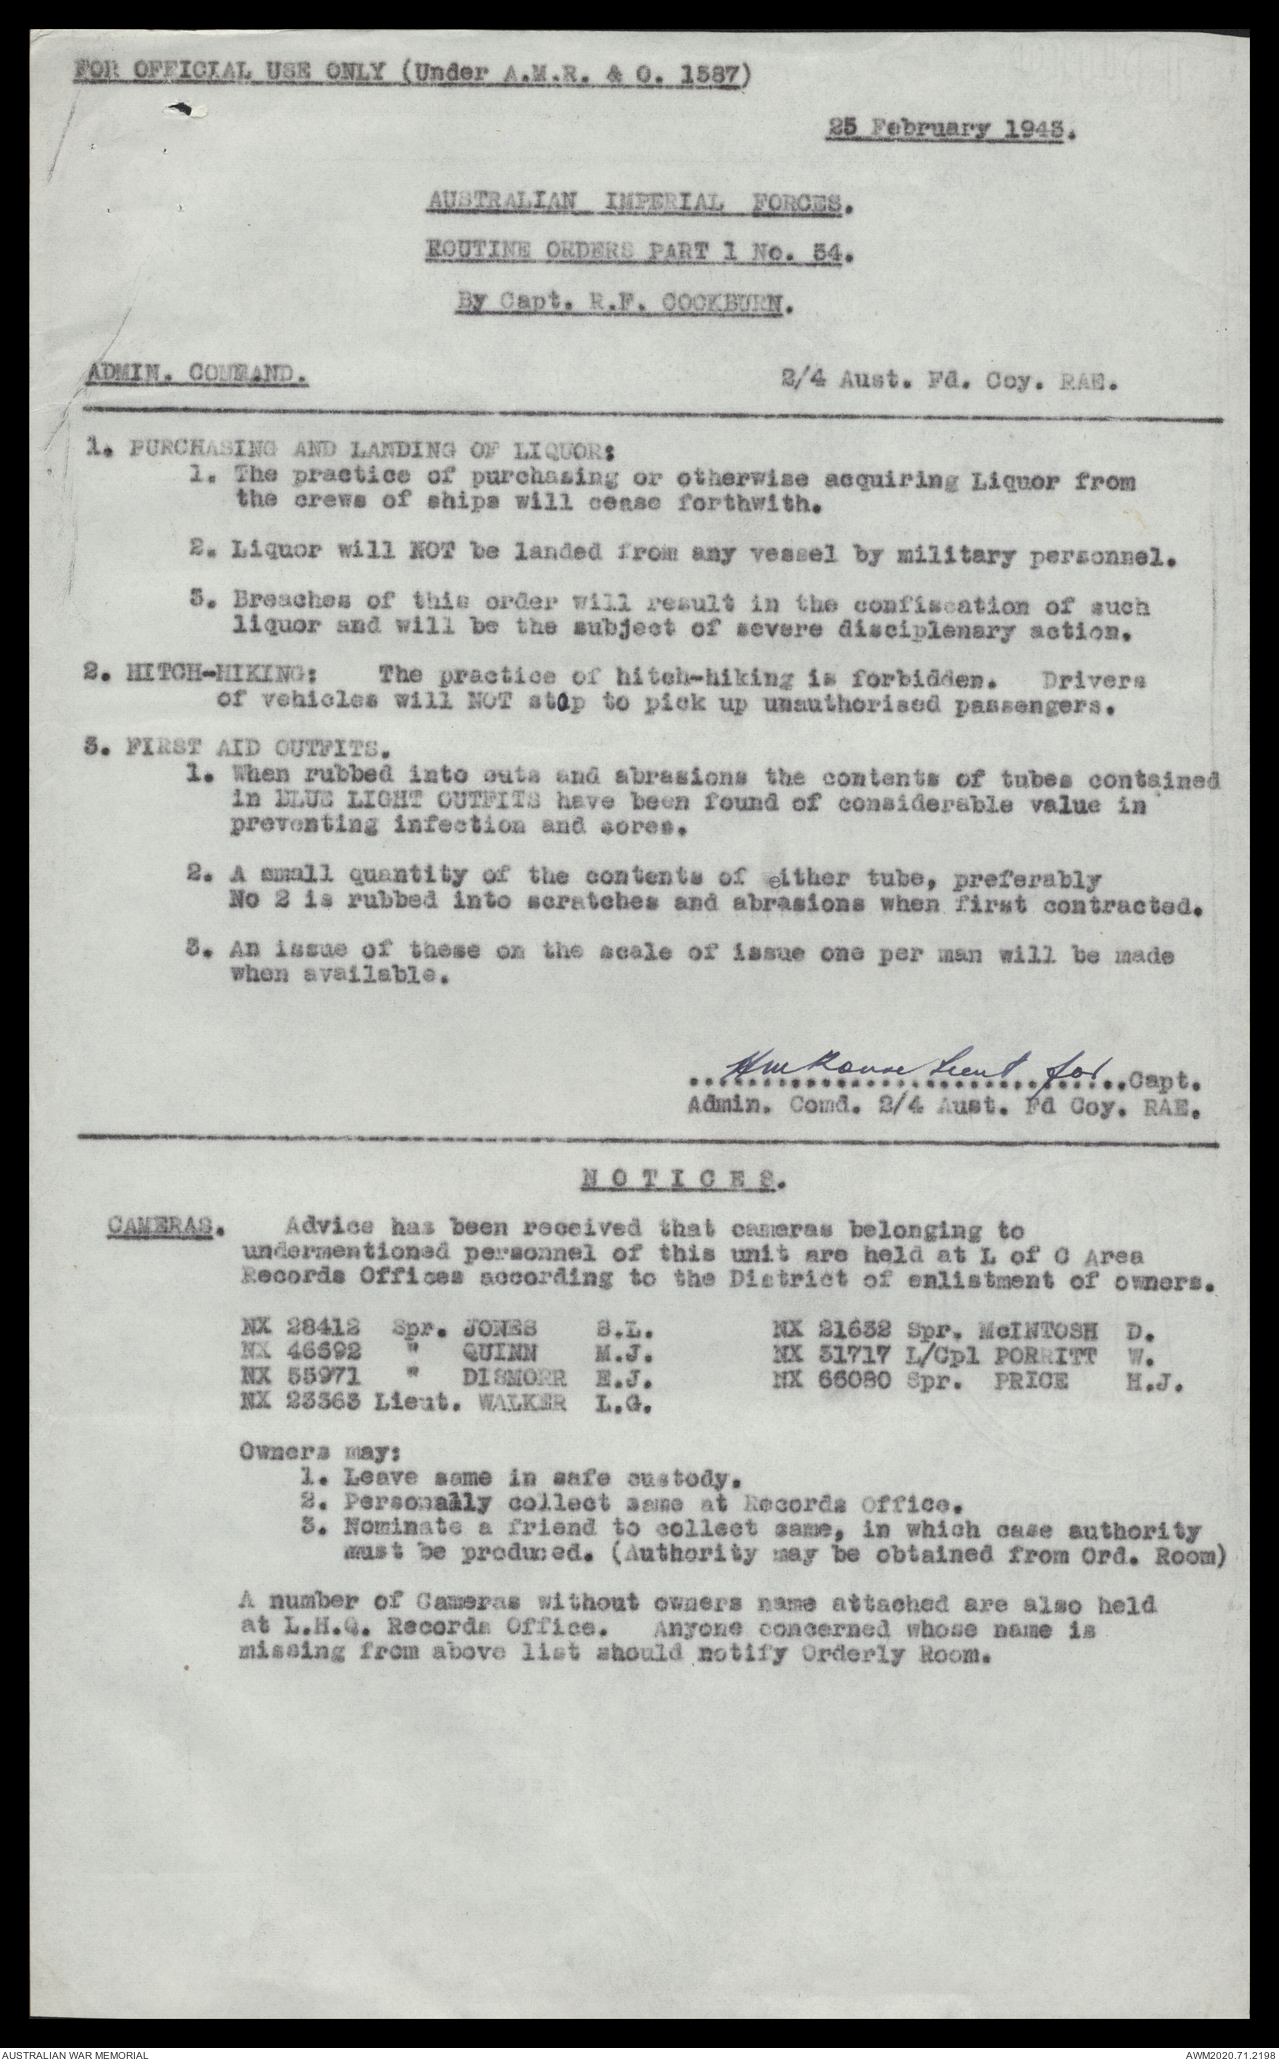 FOR OFFICIAL USE ONLY (Under A.M.R. & O. 1587)
25 February 1943.
AUSTRALIAN IMPERIAL FORCES.
ROUTINE ORDERS PART 1 No. 34.
By Capt. R.F. COCKBURN.
ADMIN. COMMAND. 2/4 Aust. Fd. Coy. RAE.
1. PURCHASING AND LANDING OF LIQUOR:
1. The practice of purchasing or otherwise acquiring Liquor from
the crews of ships will cease forthwith.
2. Liquor will NOT be landed from any vessel by military personnel.
3. Breaches of this order will result in the confiscation of such
liquor and will be the subject of severe disciplenary action.
2. HITCH-HIKING: The practice of hitch-hiking is forbidden. Drivers
of vehicles will NOT stop to pick up unauthorised passengers.
3. FIRST AID OUTFITS.
1. When rubbed into cuts and abrasions the contents of tubes contained
in BLUE LIGHT OUTFITS have been found of considerable value in
preventing infection and sores.
2. A small quantity of the contents of either tube, preferably
No 2 is rubbed into scratches and abrasions when first contracted.
3. An issue of these on the scale of issue one per man will be made
when available.
Lieut for Capt.
Admin. Comd. 2/4 Aust. Fd Coy. RAE.
N O T I C E S.
CAMERAS. Advice has been received that cameras belonging to
undermentioned personnel of this unit are held at L of C Area
Records Offices according to the District of enlistment of owners.
NX 28412 Spr. JONES S.L. NX 21632 Spr. McINTOSH D.
NX 46592 " QUINN M.J. NX 31717 L/Cpl PORRITT W.
NX 55971 " DISMORR E.J. NX 66080 Spr. PRICE H.J.
NX 23363 Lieut. WALKER L.G.
Owners may:
1. Leave same in safe custody.
2. Personally collect same at Records Office.
3. Nominate a friend to collect same, in which case authority
must be produced. (Authority may be obtained from Ord. Room)
A number of Cameras without owners name attached are also held
at L.H.Q. Records Office. Anyone concerned whose name is
missing from above list should notify Orderly Room.
AUSTRALIAN WAR MEMORIAL AWM2020.71.2198